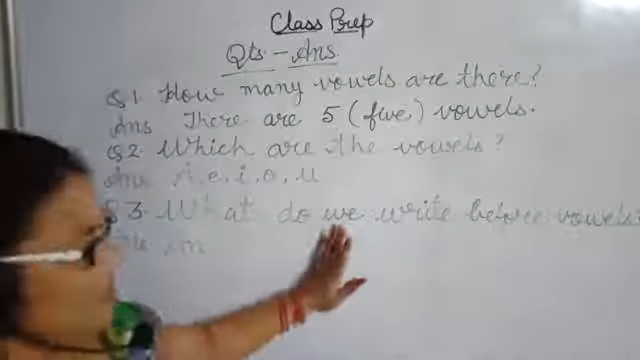 Class Prep
Qts - Ans.
Q1. How many vowels are there?
Ans There are 5 (five) vowels.
Q2. Which are the vowels?
Ans A, e, i, o, u
Q3. What do we write before vowels?
an